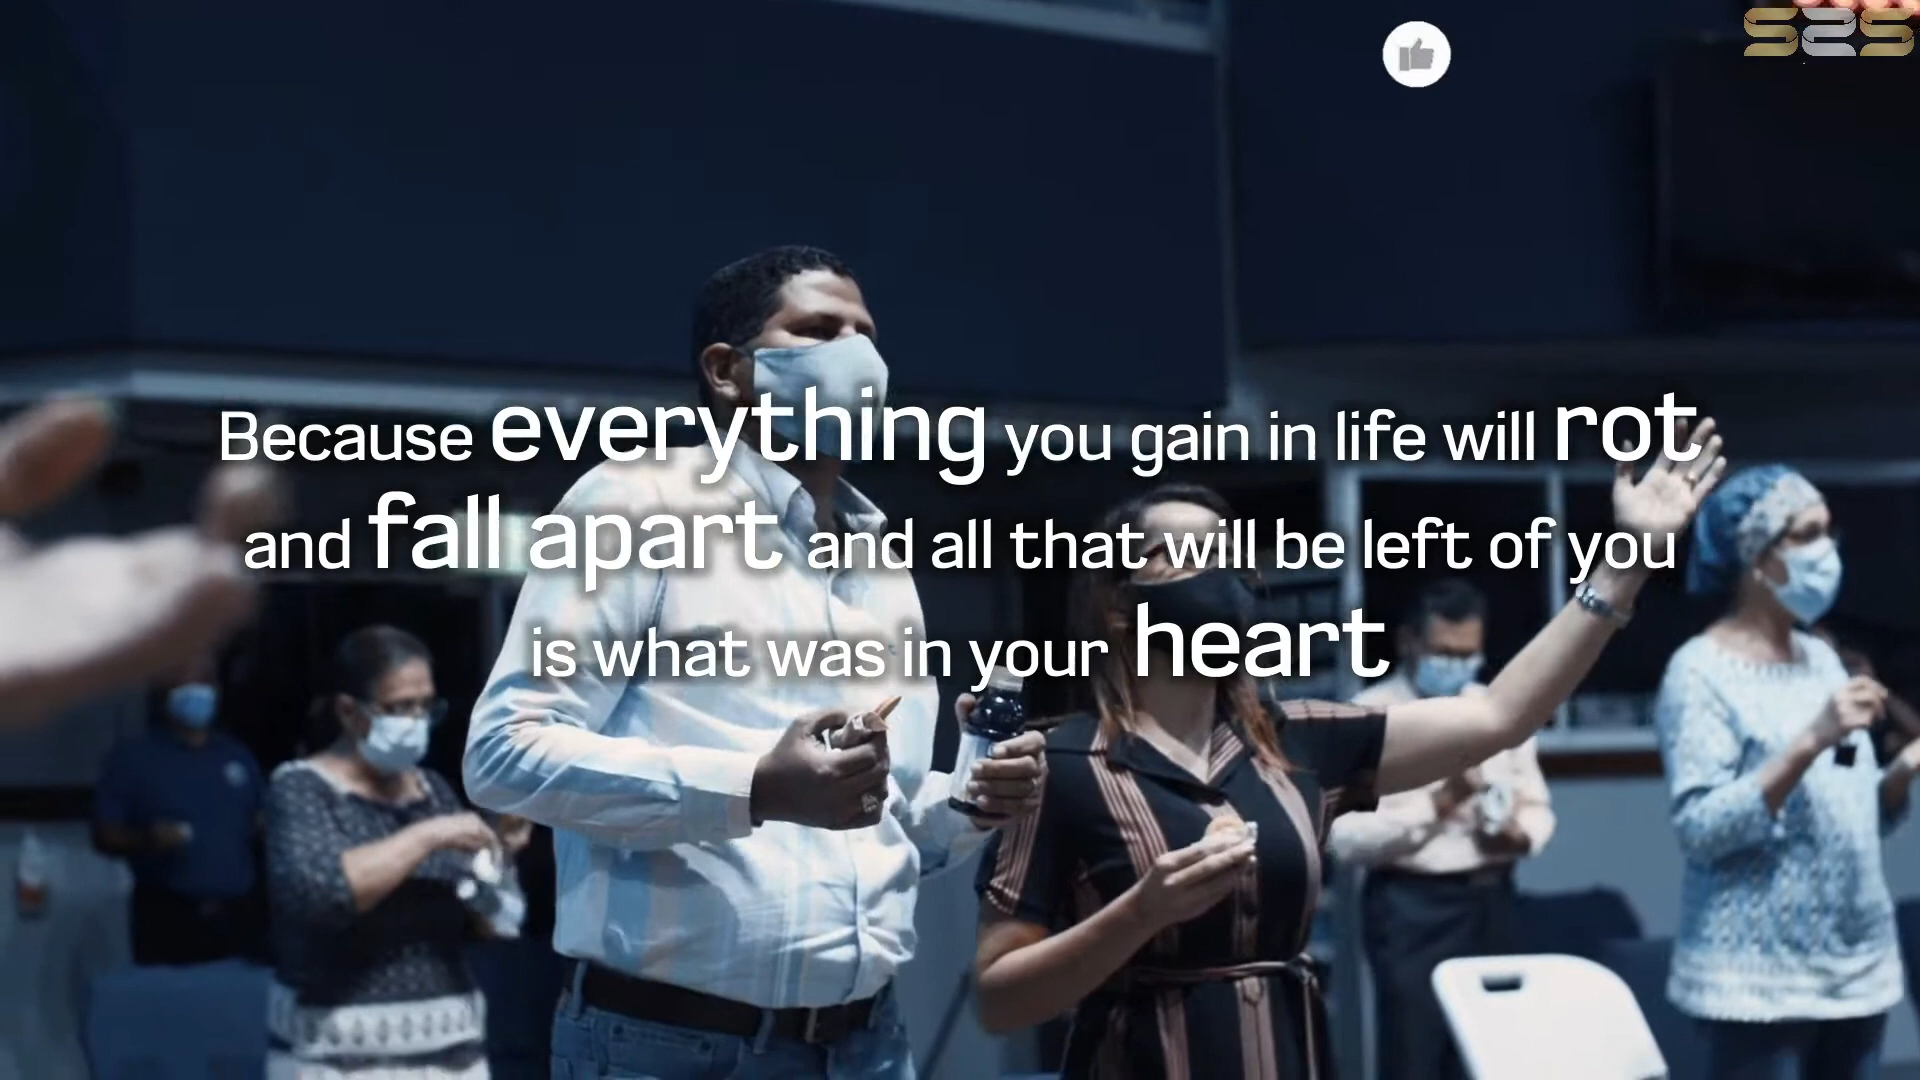 S2S
Because everything you gain in life will rot
and fall apart and all that will be left of you
is what was in your heart